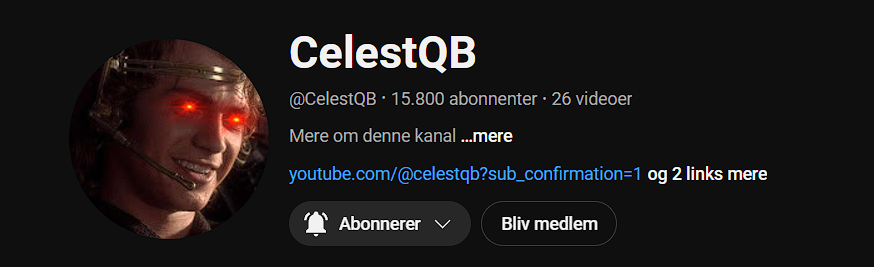 CelestQB
@CelestQB · 15.800 abonnenter · 26 videoer
Mere om denne kanal ...mere
youtube.com/@celestqb?sub_confirmation=1 og 2 links mere
Abonnerer Bliv medlem